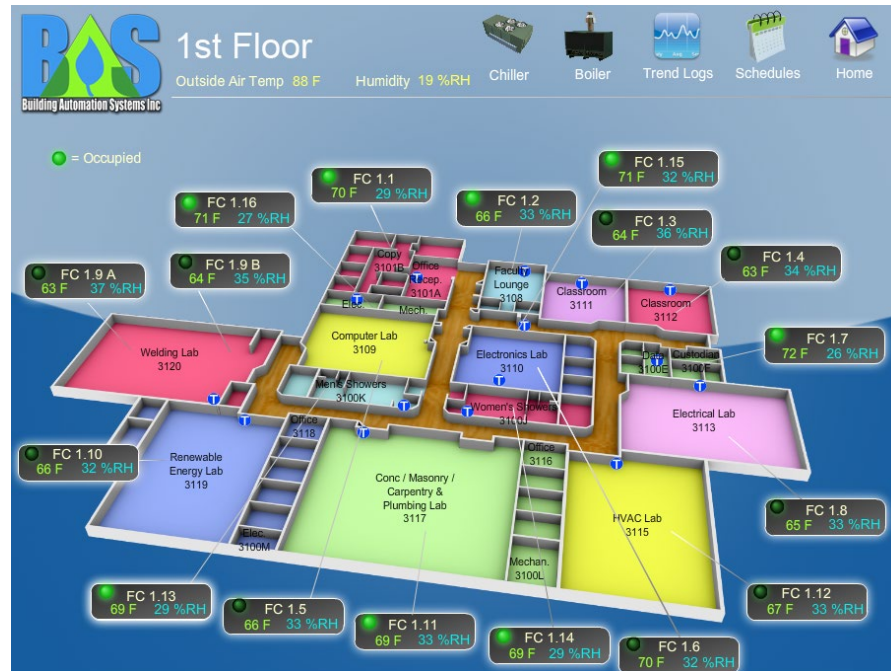 BAS
Building Automation Systems Inc
1st Floor
Outside Air Temp 88 F Humidity 19 %RH
Chiller
Boiler
Trend Logs
Schedules
Home
= Occupied
FC 1.15
71 F 32 %RH
FC 1.1
70 F 29 %RH
FC 1.2
66 F 33 %RH
FC 1.16
71 F 27 %RH
FC 1.3
64 F 36 %RH
FC 1.4
63 F 34 %RH
FC 1.9 A
63 F 37 %RH
FC 1.9 B
64 F 35 %RH
FC 1.7
72 F 26 %RH
Copy
3101B
Office
3101A
Elec.
Mech.
Faculty
Lounge
3108
Classroom
3111
Classroom
3112
Welding Lab
3120
Computer Lab
3109
Electronics Lab
3110
Data
3100E
Custodian
3100F
Men's Showers
3100K
Women's Showers
3100J
Electrical Lab
3113
Renewable
Energy Lab
3119
Office
3118
Conc / Masonry /
Carpentry &
Plumbing Lab
3117
Office
3116
HVAC Lab
3115
Elec.
3100M
Mechan.
3100L
FC 1.10
66 F 32 %RH
FC 1.8
65 F 33 %RH
FC 1.13
69 F 29 %RH
FC 1.5
66 F 33 %RH
FC 1.11
69 F 33 %RH
FC 1.14
69 F 29 %RH
FC 1.6
70 F 32 %RH
FC 1.12
67 F 33 %RH